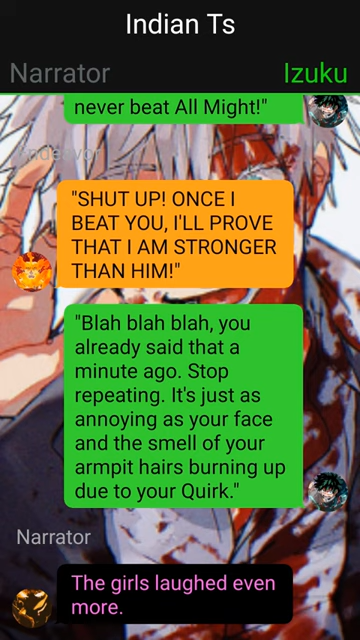 Indian Ts
Narrator
Izuku
never beat All Might!"
Endeavor
"SHUT UP! ONCE I
BEAT YOU, I'LL PROVE
THAT I AM STRONGER
THAN HIM!"
"Blah blah blah, you
already said that a
minute ago. Stop
repeating. It's just as
annoying as your face
and the smell of your
armpit hairs burning up
due to your Quirk."
Narrator
The girls laughed even
more.